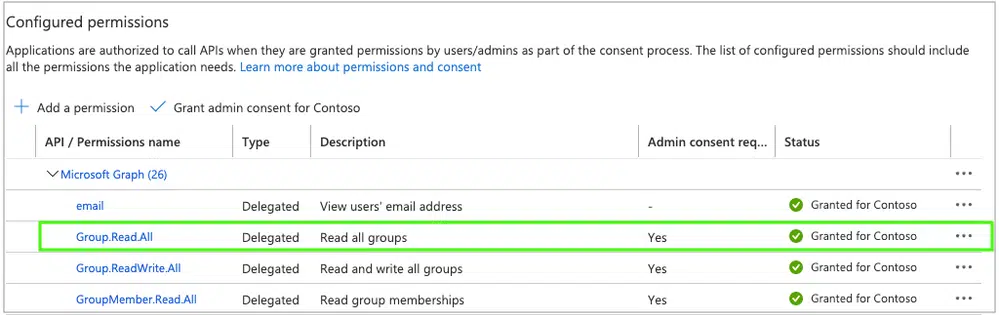 Configured permissions
Applications are authorized to call APIs when they are granted permissions by users/admins as part of the consent process. The list of configured permissions should include
all the permissions the application needs. Learn more about permissions and consent
Add a permission Grant admin consent for Contoso
API / Permissions name Type Description Admin consent req... Status
Microsoft Graph (26) ...
email Delegated View users' email address - Granted for Contoso ...
Group.Read.All Delegated Read all groups Yes Granted for Contoso ...
Group.ReadWrite.All Delegated Read and write all groups Yes Granted for Contoso ...
GroupMember.Read.All Delegated Read group memberships Yes Granted for Contoso ...